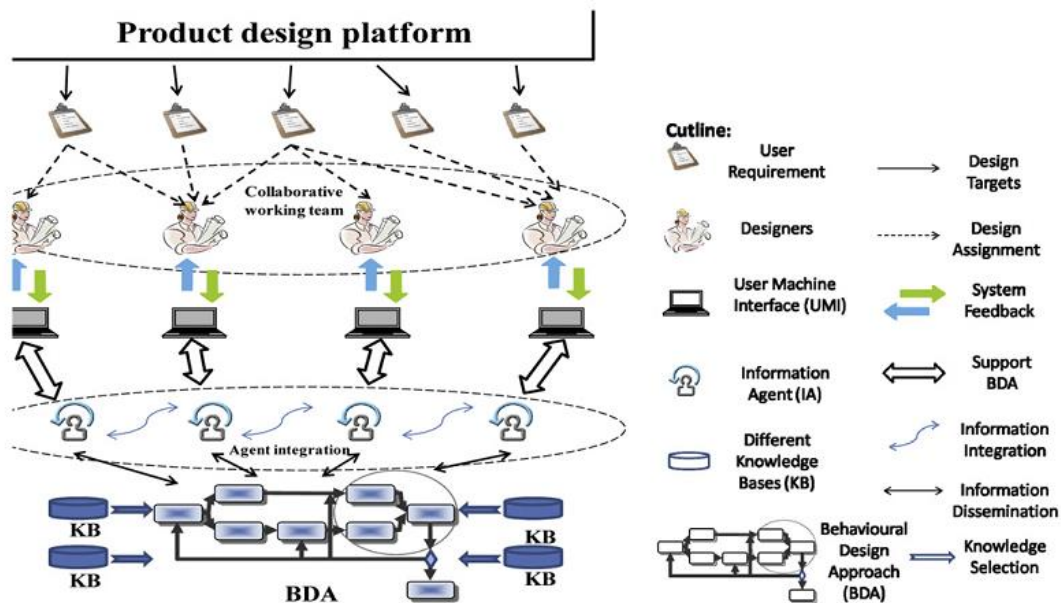 Product design platform
Collaborative
working team
Agent integration
KB
KB
KB
KB
BDA
Cutline:
User
Requirement
Design
Targets
Designers
Design
Assignment
User Machine
Interface (UMI)
System
Feedback
Information
Agent (IA)
Support
BDA
Different
Knowledge
Bases (KB)
Information
Integration
Information
Dissemination
Behavioural
Design
Approach
(BDA)
Knowledge
Selection